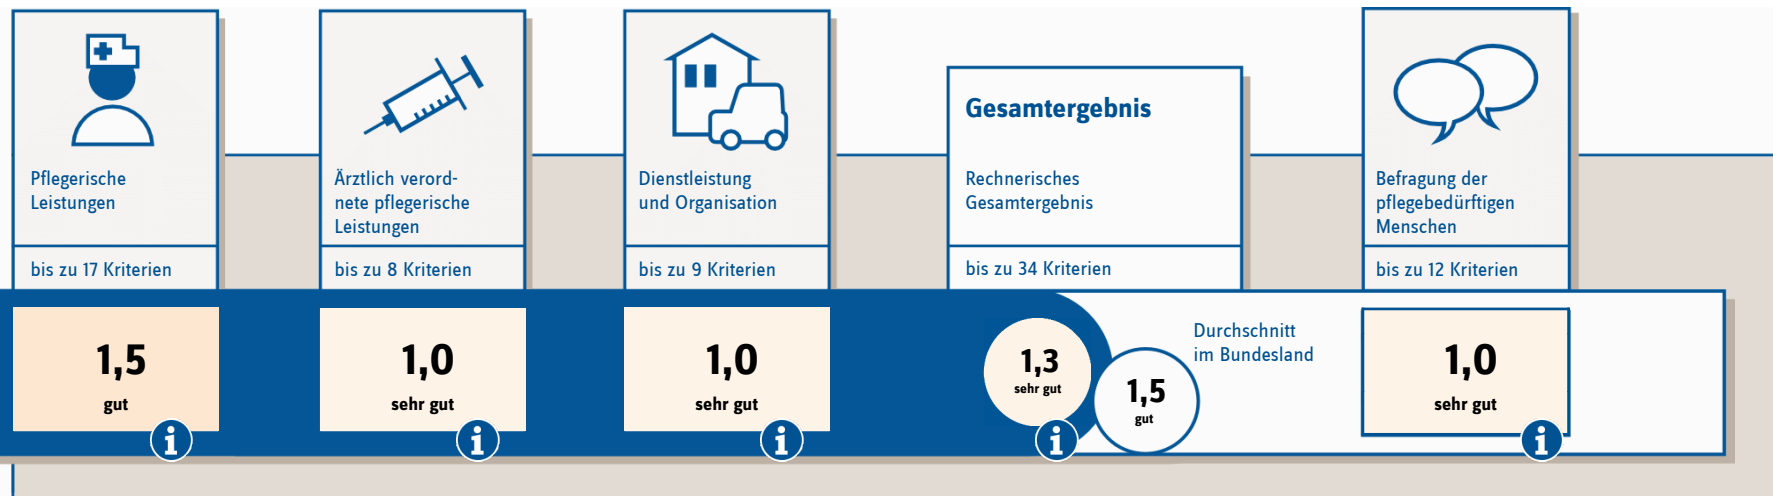 Pflegerische
Leistungen
bis zu 17 Kriterien
1,5
gut
i
Ärztlich verord-
nete pflegerische
Leistungen
bis zu 8 Kriterien
1,0
sehr gut
i
Dienstleistung
und Organisation
bis zu 9 Kriterien
1,0
sehr gut
i
Gesamtergebnis
Rechnerisches
Gesamtergebnis
bis zu 34 Kriterien
1,3
sehr gut
i
1,5
gut
Durchschnitt
im Bundesland
Befragung der
pflegebedürftigen
Menschen
bis zu 12 Kriterien
1,0
sehr gut
i